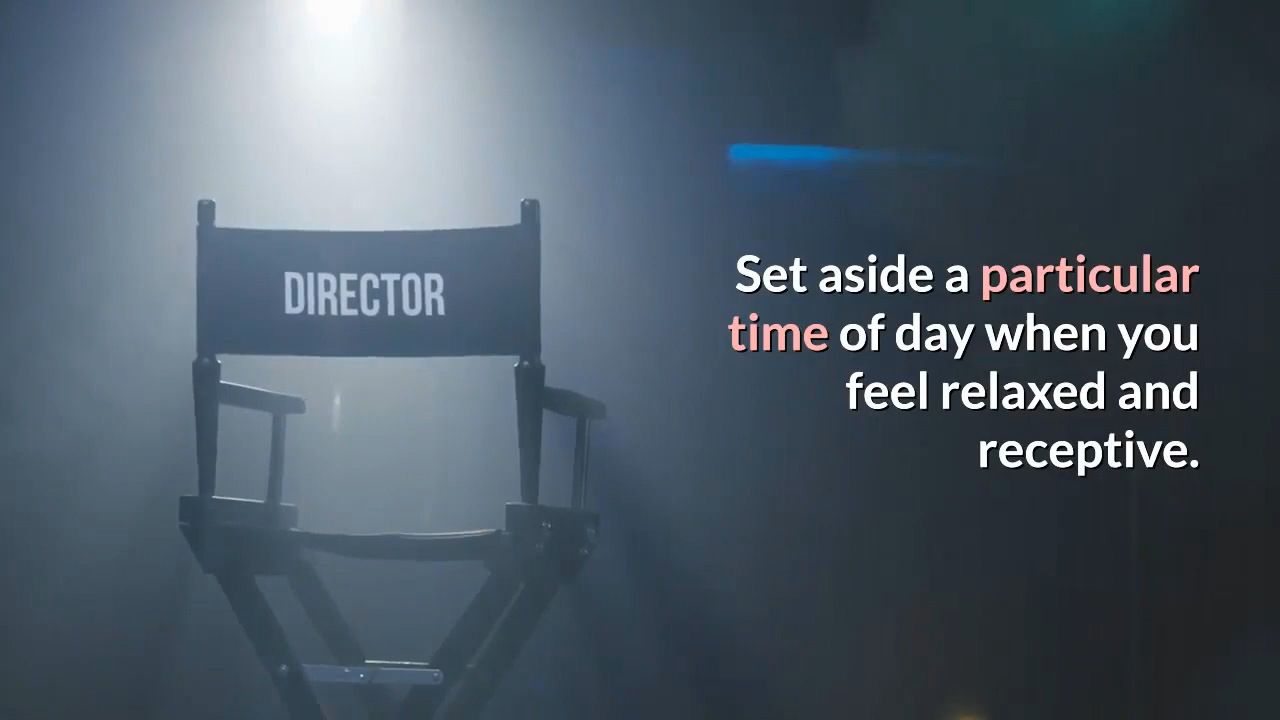 DIRECTOR
Set aside a particular
time of day when you
feel relaxed and
receptive.